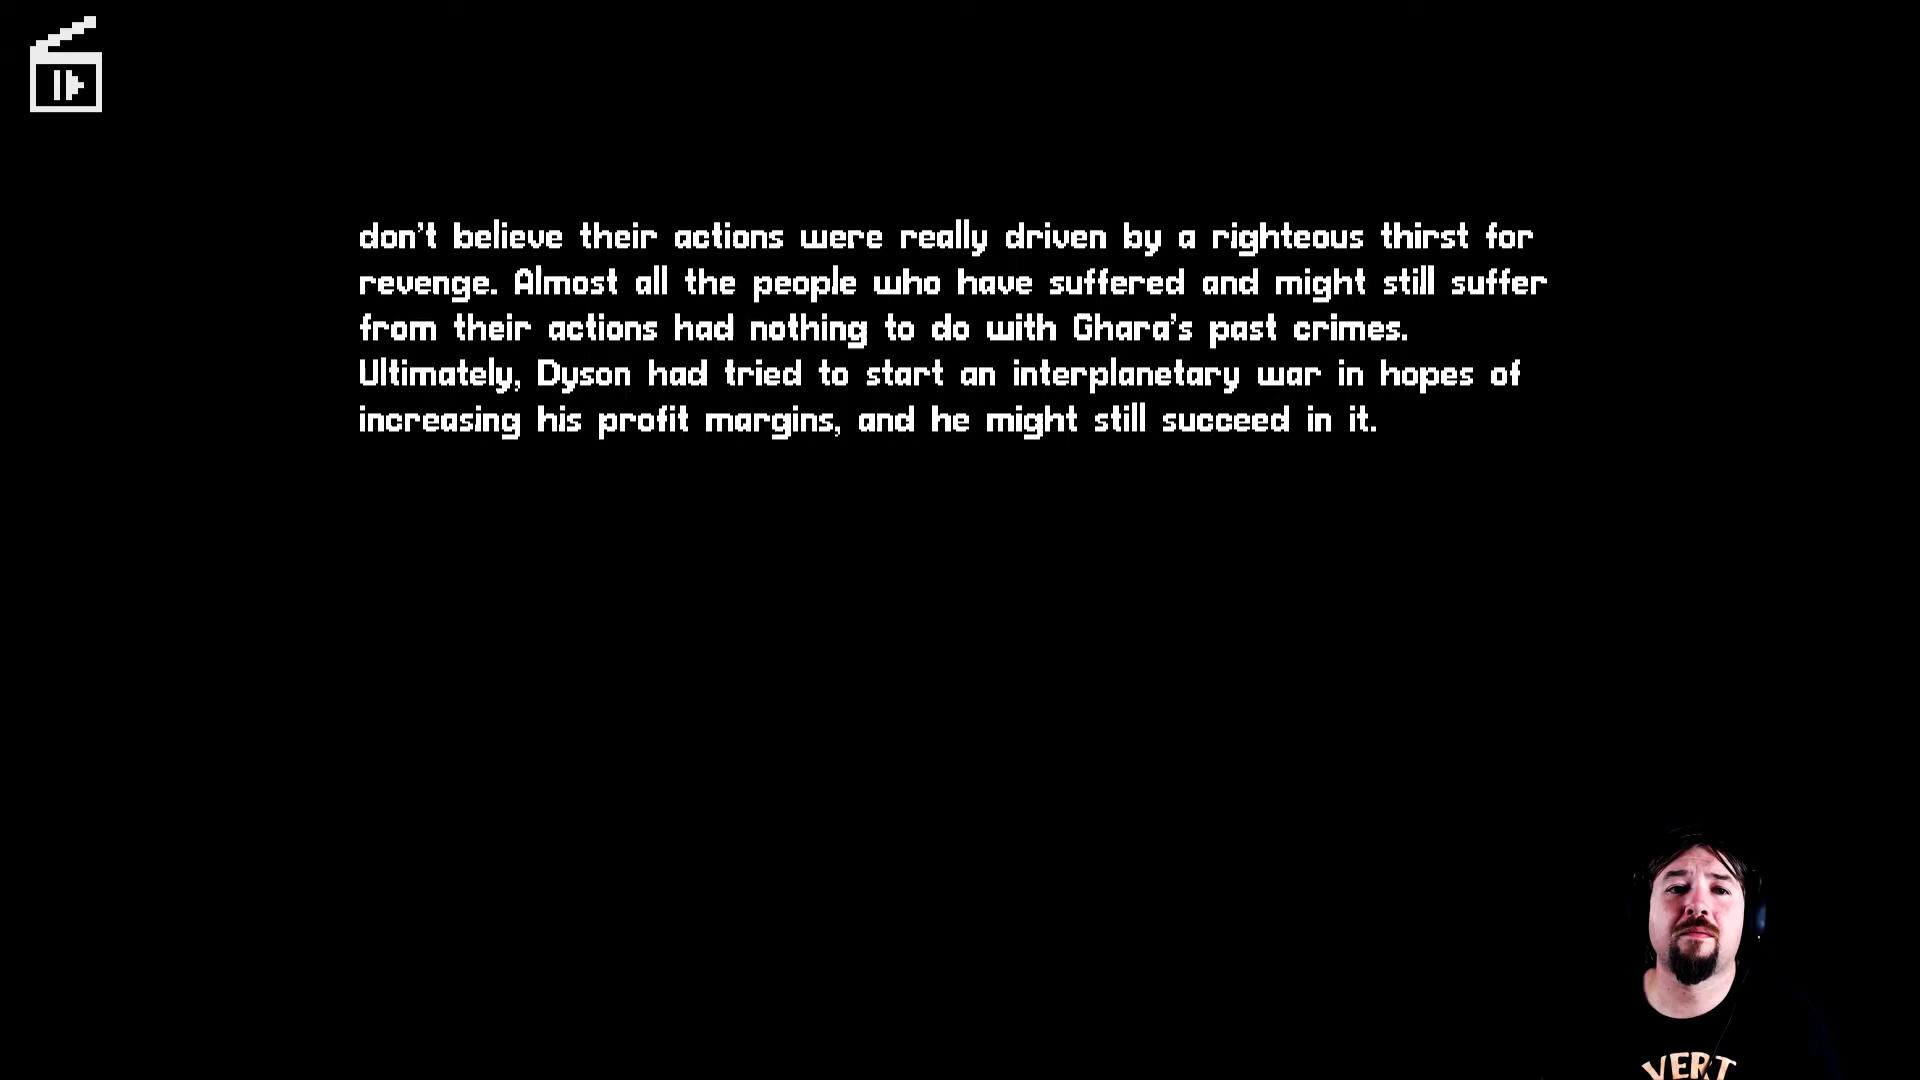 don't believe their actions were really driven by a righteous thirst for
revenge. Almost all the people who have suffered and might still suffer
from their actions had nothing to do with Ghara's past crimes.
Ultimately, Dyson had tried to start an interplanetary war in hopes of
increasing his profit margins, and he might still succeed in it.
VERT